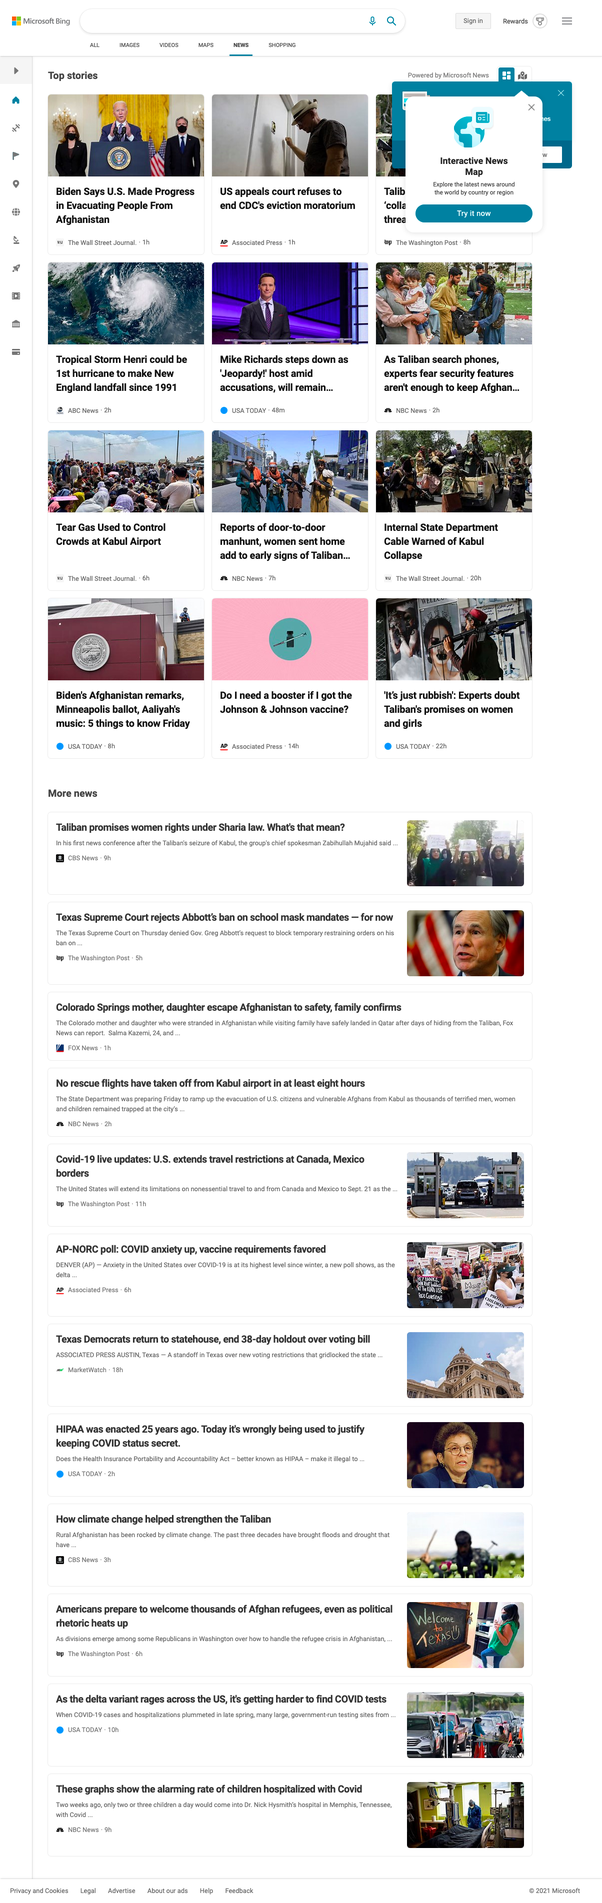 Microsoft Bing
Sign in
Rewards
ALL
IMAGES
VIDEOS
MAPS
NEWS
SHOPPING
Top stories
Powered by Microsoft News
Interactive News
Map
Explore the latest news around
the world by country or region
Try it now
Biden Says U.S. Made Progress
in Evacuating People From
Afghanistan
The Wall Street Journal. · 1h
US appeals court refuses to
end CDC's eviction moratorium
AP Associated Press · 1h
Talib
'colla
threa
wp The Washington Post · 8h
Tropical Storm Henri could be
1st hurricane to make New
England landfall since 1991
ABC News · 2h
Mike Richards steps down as
'Jeopardy!' host amid
accusations, will remain...
USA TODAY · 48m
As Taliban search phones,
experts fear security features
aren't enough to keep Afghan...
NBC News · 2h
Tear Gas Used to Control
Crowds at Kabul Airport
The Wall Street Journal. · 6h
Reports of door-to-door
manhunt, women sent home
add to early signs of Taliban...
NBC News · 7h
Internal State Department
Cable Warned of Kabul
Collapse
The Wall Street Journal. · 20h
Biden's Afghanistan remarks,
Minneapolis ballot, Aaliyah's
music: 5 things to know Friday
USA TODAY · 8h
Do I need a booster if I got the
Johnson & Johnson vaccine?
AP Associated Press · 14h
'It's just rubbish': Experts doubt
Taliban's promises on women
and girls
USA TODAY · 22h
More news
Taliban promises women rights under Sharia law. What's that mean?
In his first news conference after the Taliban's seizure of Kabul, the group's chief spokesman Zabihullah Mujahid said ...
CBS News · 9h
Texas Supreme Court rejects Abbott's ban on school mask mandates — for now
The Texas Supreme Court on Thursday denied Gov. Greg Abbott's request to block temporary restraining orders on his
ban on ...
wp The Washington Post · 5h
Colorado Springs mother, daughter escape Afghanistan to safety, family confirms
The Colorado mother and daughter who were stranded in Afghanistan while visiting family have safely landed in Qatar after days of hiding from the Taliban, Fox
News can report. Salma Kazemi, 24, and ...
FOX News · 1h
No rescue flights have taken off from Kabul airport in at least eight hours
The State Department was preparing Friday to ramp up the evacuation of U.S. citizens and vulnerable Afghans from Kabul as thousands of terrified men, women
and children remained trapped at the city's ...
NBC News · 2h
Covid-19 live updates: U.S. extends travel restrictions at Canada, Mexico
borders
The United States will extend its limitations on nonessential travel to and from Canada and Mexico to Sept. 21 as the ...
wp The Washington Post · 11h
AP-NORC poll: COVID anxiety up, vaccine requirements favored
DENVER (AP) — Anxiety in the United States over COVID-19 is at its highest level since winter, a new poll shows, as the
delta ...
AP Associated Press · 6h
Texas Democrats return to statehouse, end 38-day holdout over voting bill
ASSOCIATED PRESS AUSTIN, Texas — A standoff in Texas over new voting restrictions that gridlocked the state ...
MarketWatch · 18h
HIPAA was enacted 25 years ago. Today it's wrongly being used to justify
keeping COVID status secret.
Does the Health Insurance Portability and Accountability Act – better known as HIPAA – make it illegal to ...
USA TODAY · 2h
How climate change helped strengthen the Taliban
Rural Afghanistan has been rocked by climate change. The past three decades have brought floods and drought that
have ...
CBS News · 3h
Americans prepare to welcome thousands of Afghan refugees, even as political
rhetoric heats up
As divisions emerge among some Republicans in Washington over how to handle the refugee crisis in Afghanistan, ...
wp The Washington Post · 6h
Welcome
to
TEXAS
As the delta variant rages across the US, it's getting harder to find COVID tests
When COVID-19 cases and hospitalizations plummeted in late spring, many large, government-run testing sites from ...
USA TODAY · 10h
These graphs show the alarming rate of children hospitalized with Covid
Two weeks ago, only two or three children a day would come into Dr. Nick Hysmith's hospital in Memphis, Tennessee,
with Covid ...
NBC News · 9h
Privacy and Cookies
Legal
Advertise
About our ads
Help
Feedback
© 2021 Microsoft